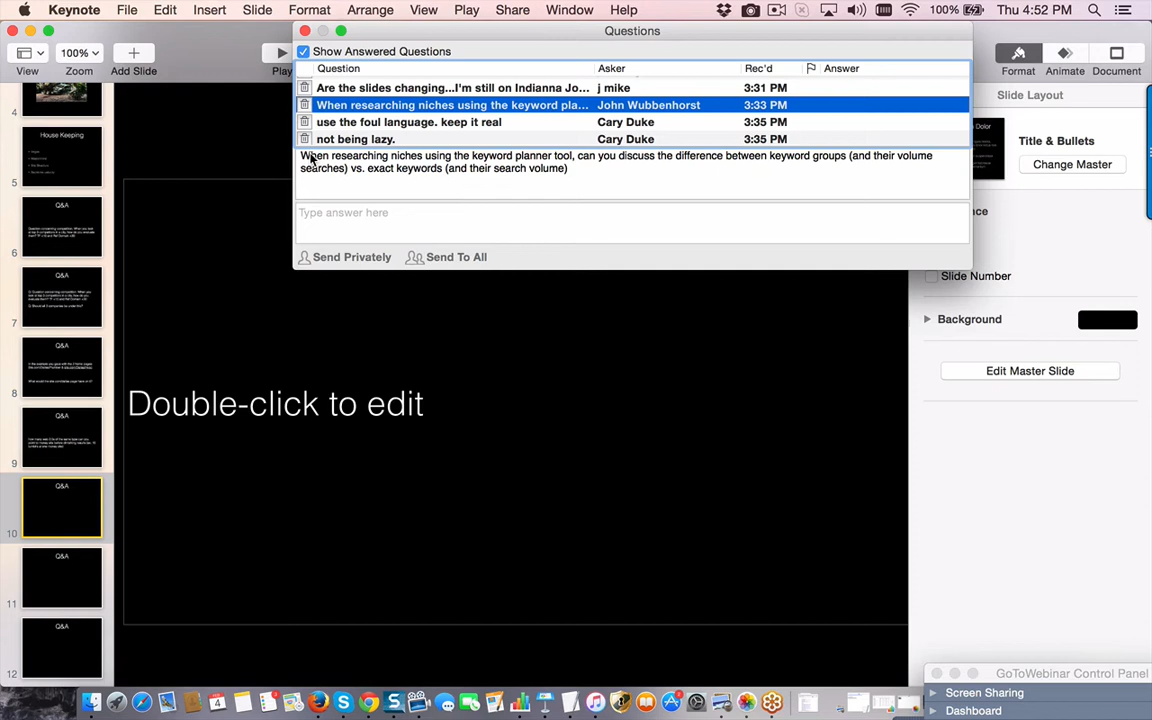 Keynote File Edit Insert Slide Format Arrange View Play Share Window Help 100% Thu 4:52 PM
Questions
100%
View Zoom Add Slide Play Format Animate Document
Show Answered Questions
Question Asker Rec'd Answer
Are the slides changing...I'm still on Indianna Jo... j mike 3:31 PM
When researching niches using the keyword pla... John Wubbenhorst 3:33 PM
use the foul language. keep it real Cary Duke 3:35 PM
not being lazy. Cary Duke 3:35 PM
When researching niches using the keyword planner tool, can you discuss the difference between keyword groups (and their volume
searches) vs. exact keywords (and their search volume)
Type answer here
Send Privately Send To All
Slide Layout
Title & Bullets
Change Master
Slide Number
Background
Edit Master Slide
Double-click to edit
4
House Keeping
5
Q&A
6
Q&A
7
Q&A
8
Q&A
9
Q&A
10
Q&A
11
Q&A
12
GoToWebinar Control Panel
Screen Sharing
Dashboard